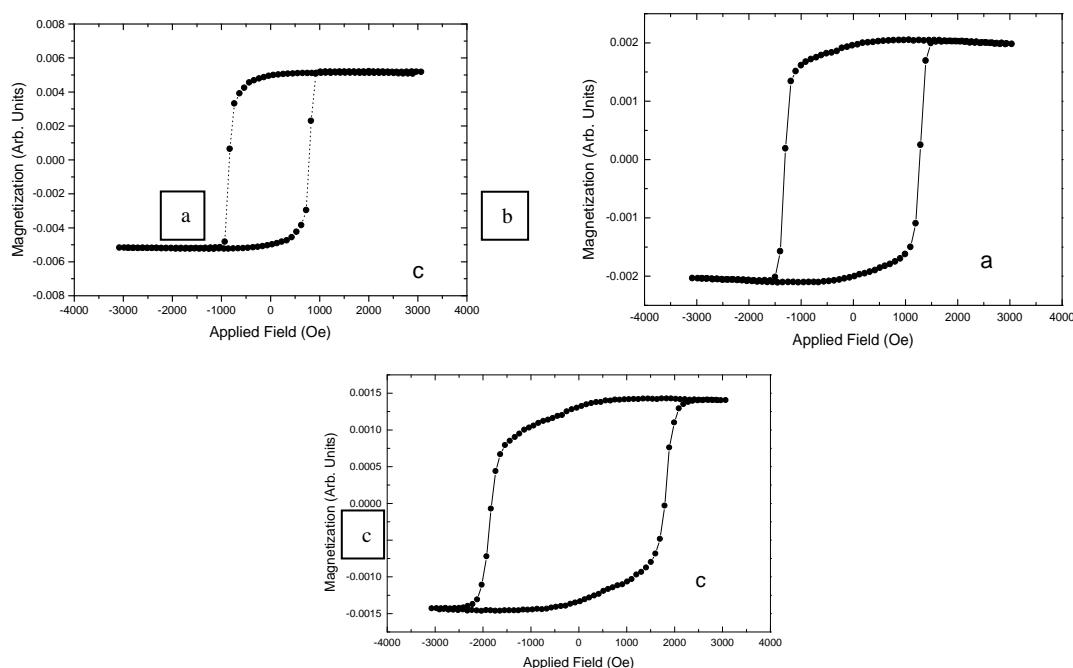 0.008
0.006
0.004
0.002
0.000
-0.002
-0.004
-0.006
-0.008
Magnetization (Arb. Units)
a
c
-4000 -3000 -2000 -1000 0 1000 2000 3000 4000
Applied Field (Oe)
b
0.002
0.001
0.000
-0.001
-0.002
Magnetization (Arb. Units)
a
-4000 -3000 -2000 -1000 0 1000 2000 3000 4000
Applied Field (Oe)
0.0015
0.0010
0.0005
0.0000
-0.0005
-0.0010
-0.0015
Magnetization (Arb. Units)
c
c
-4000 -3000 -2000 -1000 0 1000 2000 3000 4000
Applied Field (Oe)